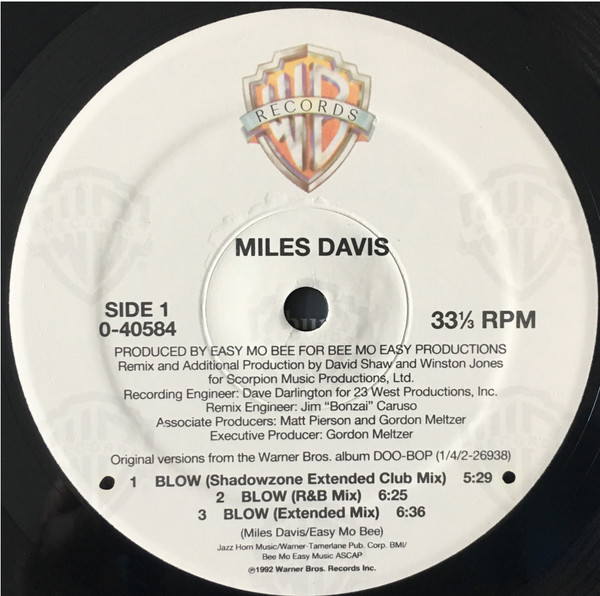 WB
RECORDS
MILES DAVIS
SIDE 1
0-40584
33⅓ RPM
PRODUCED BY EASY MO BEE FOR BEE MO EASY PRODUCTIONS
Remix and Additional Production by David Shaw and Winston Jones
for Scorpion Music Productions, Ltd.
Recording Engineer: Dave Darlington for 23 West Productions, Inc.
Remix Engineer: Jim "Bonzai" Caruso
Associate Producers: Matt Pierson and Gordon Meltzer
Executive Producer: Gordon Meltzer
Original versions from the Warner Bros. album DOO-BOP (1/4/2-26938)
1 BLOW (Shadowzone Extended Club Mix) 5:29
2 BLOW (R&B Mix) 6:25
3 BLOW (Extended Mix) 6:36
(Miles Davis/Easy Mo Bee)
Jazz Horn Music/Warner-Tamerlane Pub. Corp. BMI/
Bee Mo Easy Music ASCAP
℗1992 Warner Bros. Records Inc.